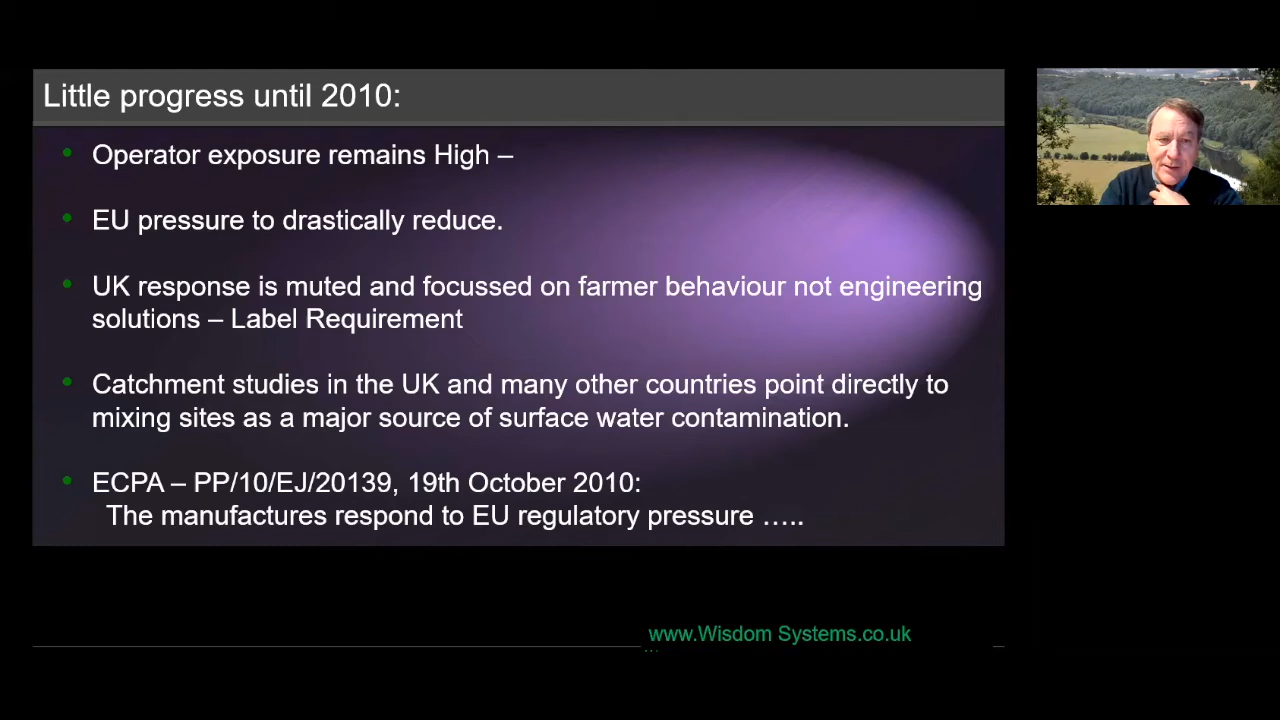 Little progress until 2010:
Operator exposure remains High –
EU pressure to drastically reduce.
UK response is muted and focussed on farmer behaviour not engineering
solutions – Label Requirement
Catchment studies in the UK and many other countries point directly to
mixing sites as a major source of surface water contamination.
ECPA – PP/10/EJ/20139, 19th October 2010:
The manufactures respond to EU regulatory pressure …..
www.Wisdom Systems.co.uk